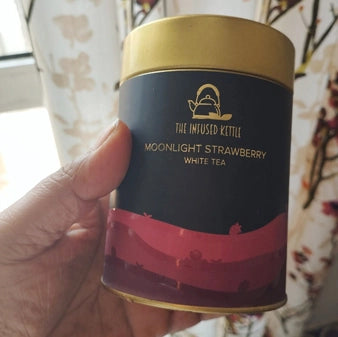 THE INFUSED KETTLE
MOONLIGHT STRAWBERRY
WHITE TEA